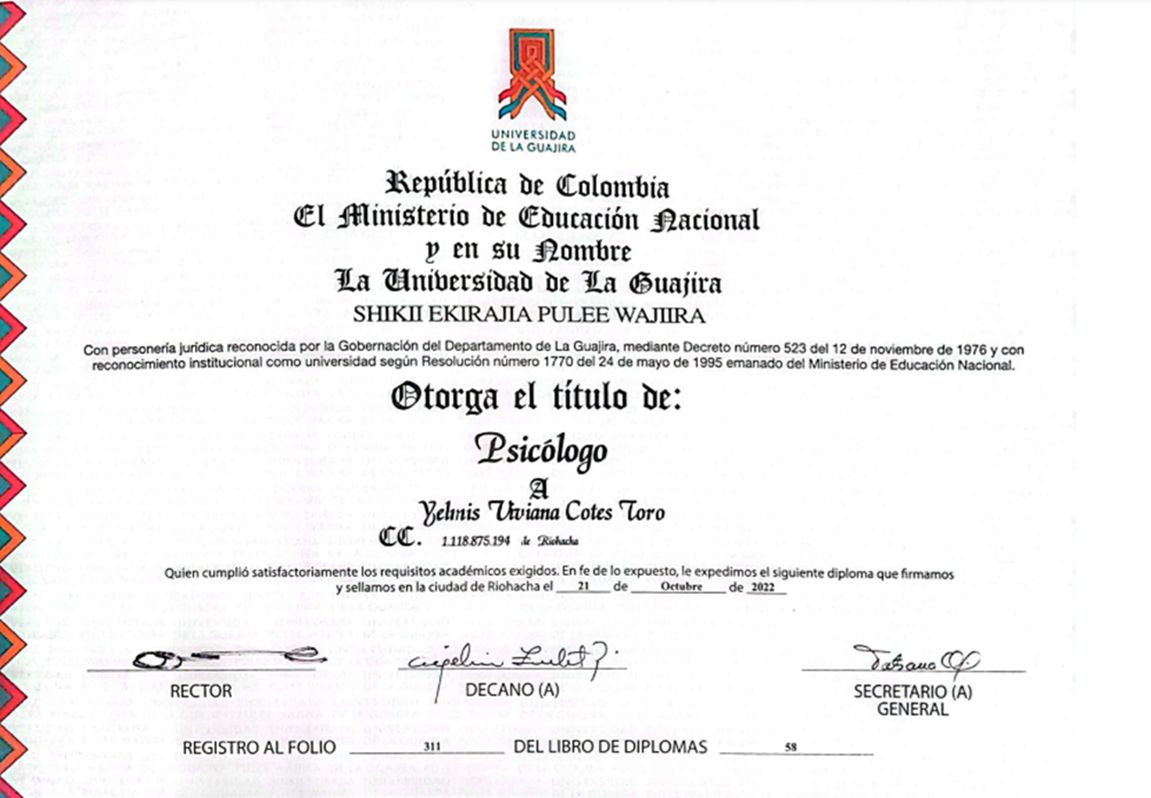 UNIVERSIDAD
DE LA GUAJIRA
República de Colombia
El Ministerio de Educación Nacional
y en su Nombre
La Universidad de La Guajira
SHIKII EKIRAJIA PULEE WAJIIRA
Con personería jurídica reconocida por la Gobernación del Departamento de La Guajira, mediante Decreto número 523 del 12 de noviembre de 1976 y con
reconocimiento institucional como universidad según Resolución número 1770 del 24 de mayo de 1995 emanado del Ministerio de Educación Nacional.
Otorga el título de:
Psicólogo
A
Yelmis Viviana Cotes Toro
CC. 1.118.875.194 de Riohacha
Quien cumplió satisfactoriamente los requisitos académicos exigidos. En fe de lo expuesto, le expedimos el siguiente diploma que firmamos
y sellamos en la ciudad de Riohacha el 21 de Octubre de 2022
RECTOR DECANO (A) SECRETARIO (A)
GENERAL
REGISTRO AL FOLIO 311 DEL LIBRO DE DIPLOMAS 58